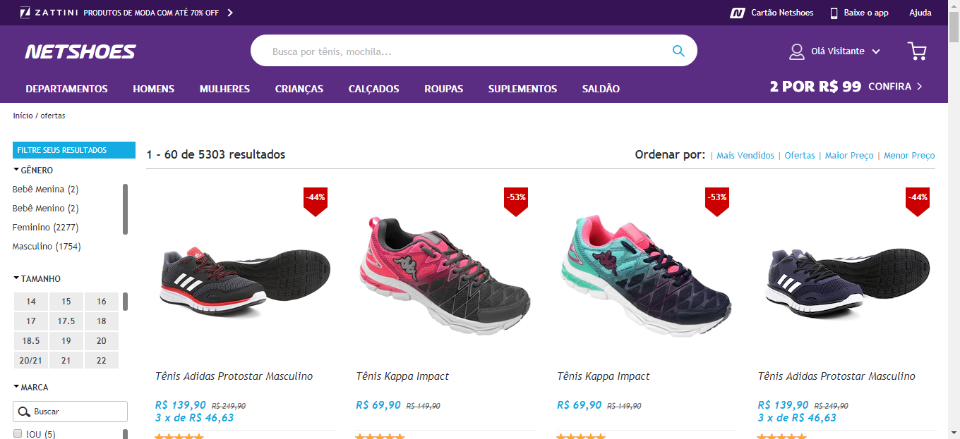 ZATTINI PRODUTOS DE MODA COM ATÉ 70% OFF
Cartão Netshoes Baixe o app Ajuda
NETSHOES
Busca por tênis, mochila...
Olá Visitante
DEPARTAMENTOS HOMENS MULHERES CRIANÇAS CALÇADOS ROUPAS SUPLEMENTOS SALDÃO
2 POR R$ 99 CONFIRA
Início / ofertas
FILTRE SEUS RESULTADOS
GÊNERO
Bebê Menina (2)
Bebê Menino (2)
Feminino (2277)
Masculino (1754)
TAMANHO
14 15 16
17 17.5 18
18.5 19 20
20/21 21 22
MARCA
Buscar
!OU (5)
1 - 60 de 5303 resultados
Ordenar por: | Mais Vendidos | Ofertas | Maior Preço | Menor Preço
-44% -53% -53% -44%
Tênis Adidas Protostar Masculino
R$ 139,90 R$ 249,90
3 x de R$ 46,63
Tênis Kappa Impact
R$ 69,90 R$ 149,90
Tênis Kappa Impact
R$ 69,90 R$ 149,90
Tênis Adidas Protostar Masculino
R$ 139,90 R$ 249,90
3 x de R$ 46,63